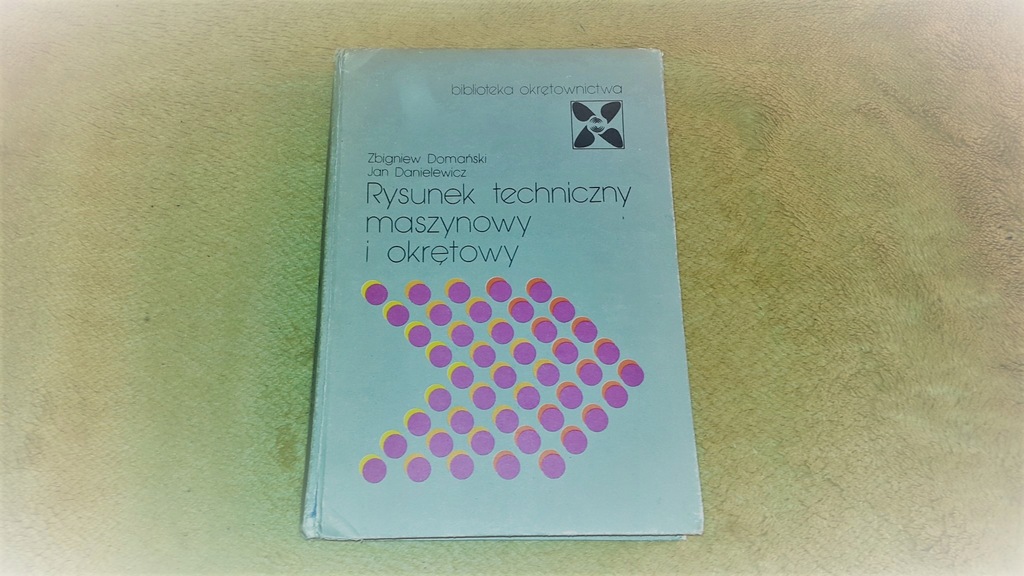 biblioteka okrętownictwa
Zbigniew Domański
Jan Danielewicz
Rysunek techniczny
maszynowy
i okrętowy